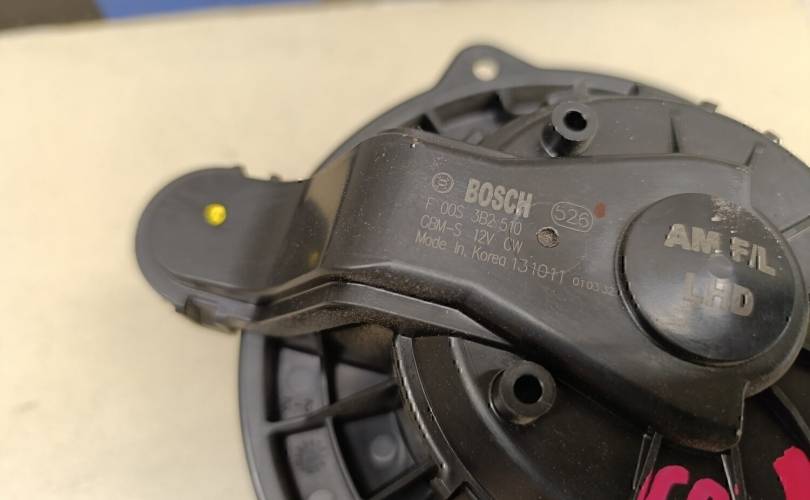 BOSCH
526
F 00S 3B2 510
CBM-S 12V CW
Made In. Korea 131011
AM F/L
LHD